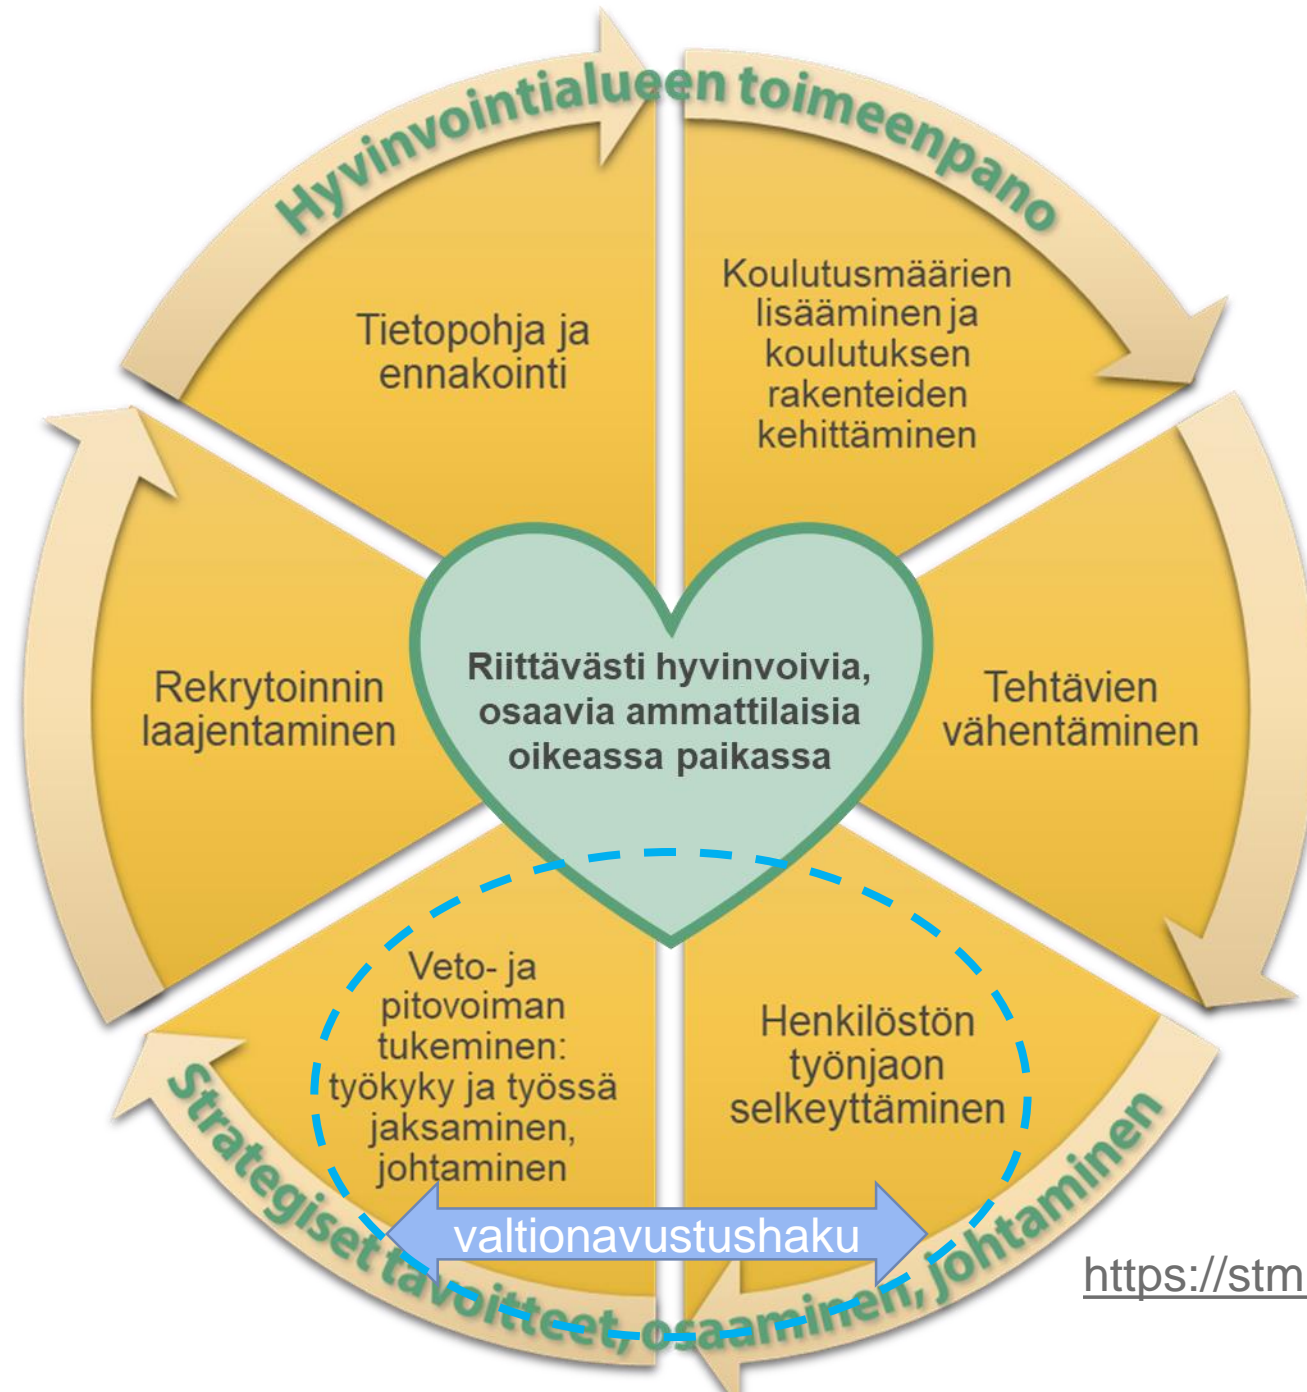 Hyvinvointialueen toimeenpano
Tietopohja ja
ennakointi
Koulutusmäärien
lisääminen ja
koulutuksen
rakenteiden
kehittäminen
Rekrytoinnin
laajentaminen
Riittävästi hyvinvoivia,
osaavia ammattilaisia
oikeassa paikassa
Tehtävien
vähentäminen
Veto- ja
pitovoiman
tukeminen:
työkyky ja työssä
jaksaminen,
johtaminen
Henkilöstön
työnjaon
selkeyttäminen
valtionavustushaku
Strategiset tavoitteet, osaaminen, johtaminen
https://stm.